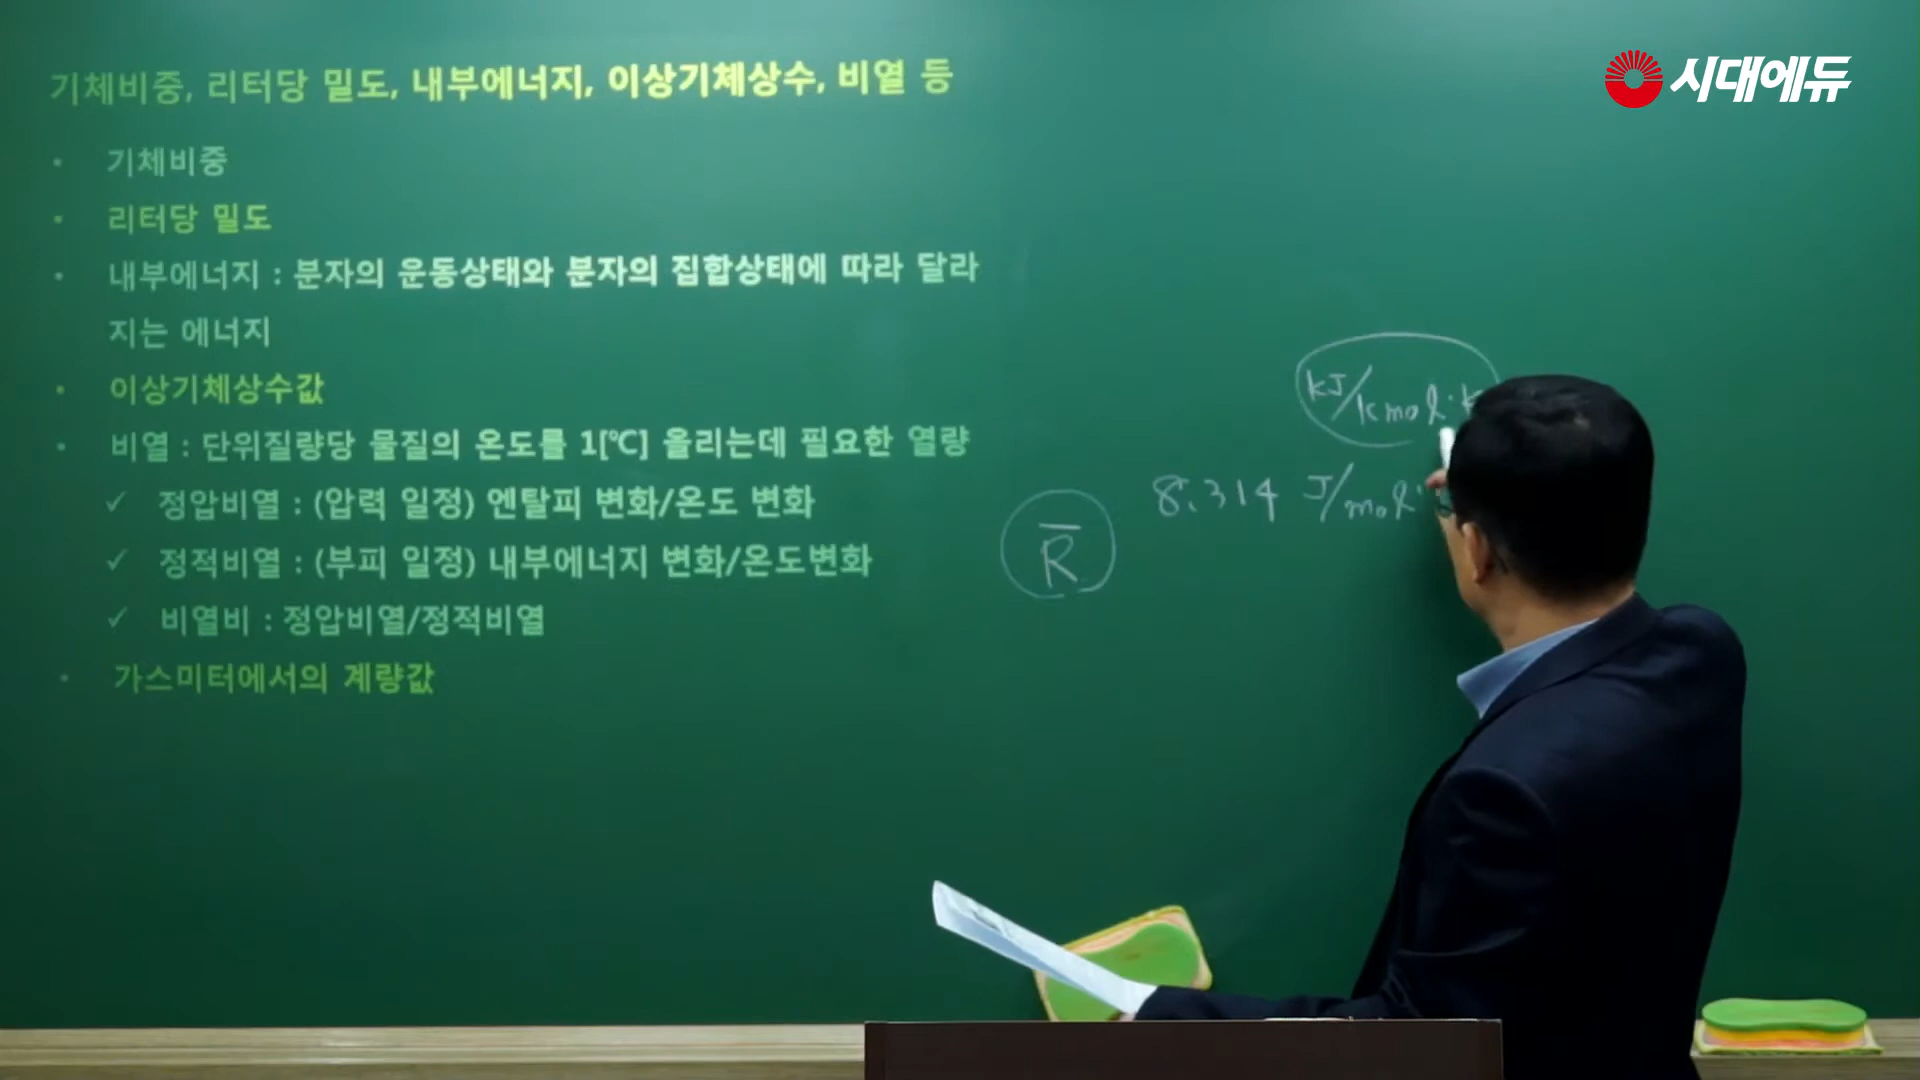 시대에듀
기체비중, 리터당 밀도, 내부에너지, 이상기체상수, 비열 등
• 기체비중
• 리터당 밀도
• 내부에너지 : 분자의 운동상태와 분자의 집합상태에 따라 달라
지는 에너지
• 이상기체상수값
• 비열 : 단위질량당 물질의 온도를 1[℃] 올리는데 필요한 열량
✓ 정압비열 : (압력 일정) 엔탈피 변화/온도 변화
✓ 정적비열 : (부피 일정) 내부에너지 변화/온도변화
✓ 비열비 : 정압비열/정적비열
• 가스미터에서의 계량값
kJ/kmol·K
8.314 J/mol·
R̄